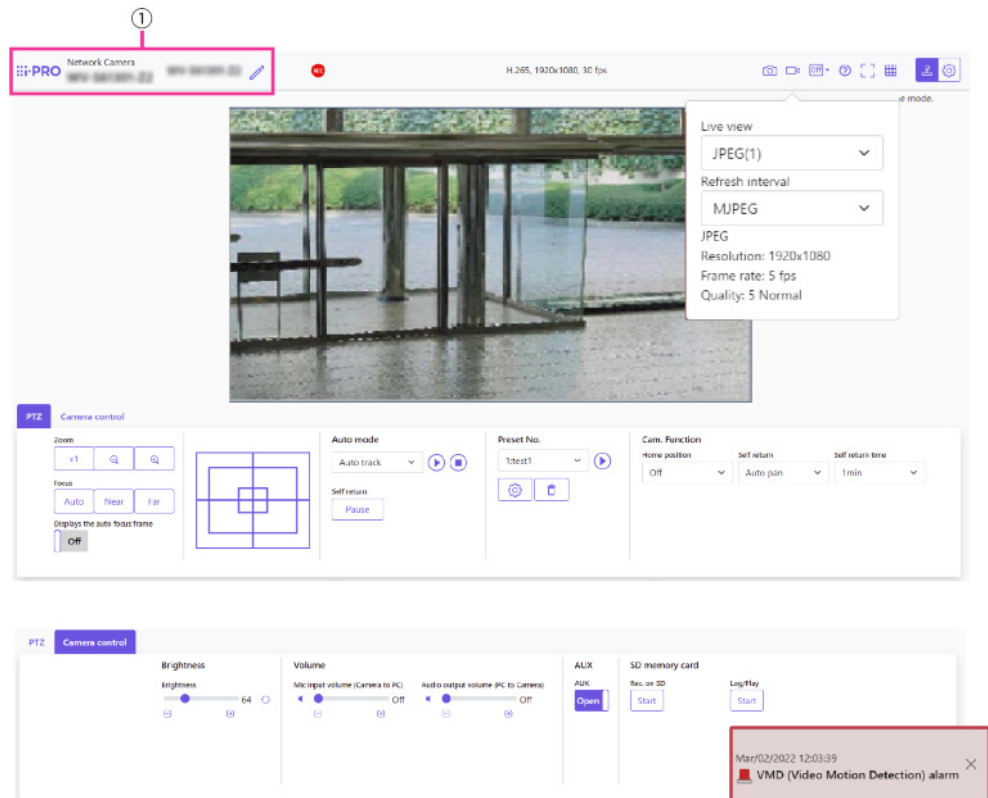 ①
i-PRO
Network Camera
REC
H.265, 1920x1080, 30 fps
Off
e mode.
Live view
JPEG(1)
Refresh interval
MJPEG
JPEG
Resolution: 1920x1080
Frame rate: 5 fps
Quality: 5 Normal
PTZ Camera control
Zoom
x1
Focus
Auto Near Far
Displays the auto focus frame
Off
Auto mode
Auto track
Self return
Pause
Preset No.
1:test1
Cam. Function
Home position Self return Self return time
Off Auto pan 1min
PTZ Camera control
Brightness
Brightness
64
Volume
Mic input volume (Camera to PC) Audio output volume (PC to Camera)
Off Off
AUX
AUX
Open
SD memory card
Rec. on SD Log/Play
Start Start
Mar/02/2022 12:03:39
VMD (Video Motion Detection) alarm